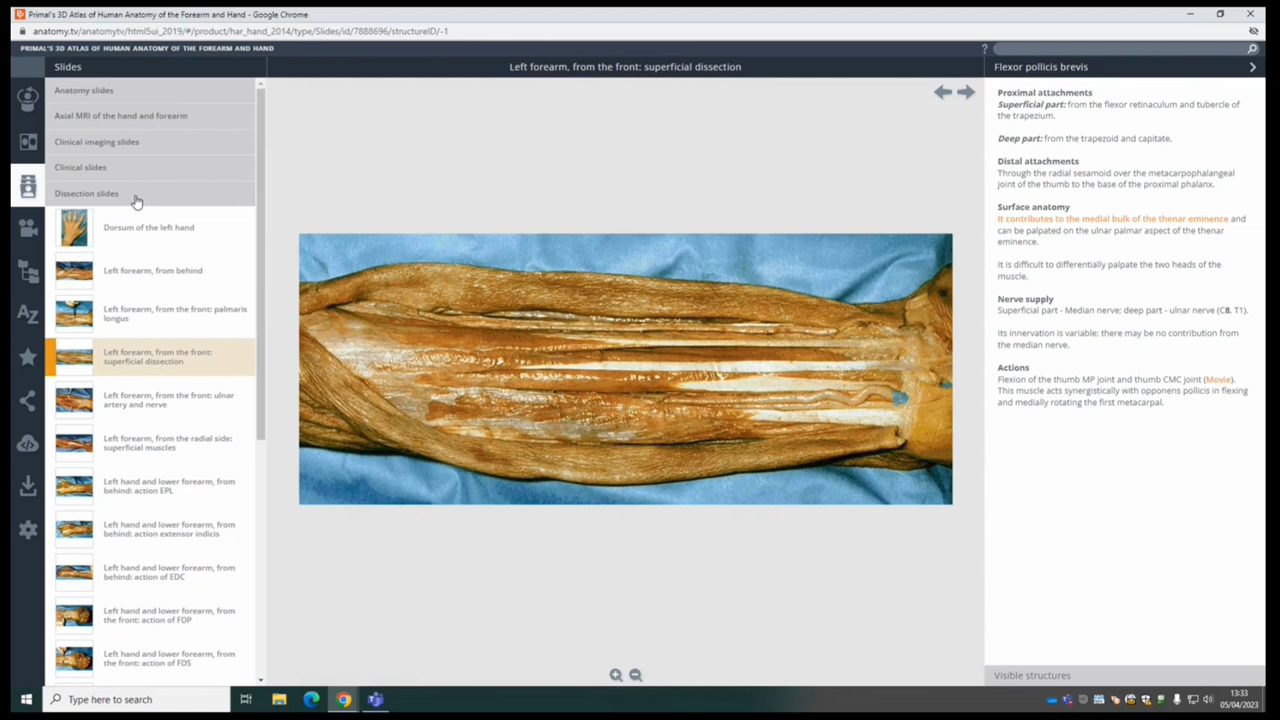 Primal's 3D Atlas of Human Anatomy of the Forearm and Hand - Google Chrome
anatomy.tv/anatomytv/html5ui_2019/#/product/har_hand_2014/type/Slides/id/7888696/structureID/-1
PRIMAL'S 3D ATLAS OF HUMAN ANATOMY OF THE FOREARM AND HAND
?
Slides
Anatomy slides
Axial MRI of the hand and forearm
Clinical imaging slides
Clinical slides
Dissection slides
Dorsum of the left hand
Left forearm, from behind
Left forearm, from the front: palmaris
longus
Left forearm, from the front:
superficial dissection
Left forearm, from the front: ulnar
artery and nerve
Left forearm, from the radial side:
superficial muscles
Left hand and lower forearm, from
behind: action EPL
Left hand and lower forearm, from
behind: action extensor indicis
Left hand and lower forearm, from
behind: action of EDC
Left hand and lower forearm, from
the front: action of FDP
Left hand and lower forearm, from
the front: action of FDS
AZ
Left forearm, from the front: superficial dissection
Flexor pollicis brevis
Proximal attachments
Superficial part: from the flexor retinaculum and tubercle of
the trapezium.
Deep part: from the trapezoid and capitate.
Distal attachments
Through the radial sesamoid over the metacarpophalangeal
joint of the thumb to the base of the proximal phalanx.
Surface anatomy
It contributes to the medial bulk of the thenar eminence and
can be palpated on the ulnar palmar aspect of the thenar
eminence.
It is difficult to differentially palpate the two heads of the
muscle.
Nerve supply
Superficial part - Median nerve; deep part - ulnar nerve (C8, T1).
Its innervation is variable; there may be no contribution from
the median nerve.
Actions
Flexion of the thumb MP joint and thumb CMC joint (Movie).
This muscle acts synergistically with opponens pollicis in flexing
and medially rotating the first metacarpal.
Visible structures
Type here to search
13:33
05/04/2023